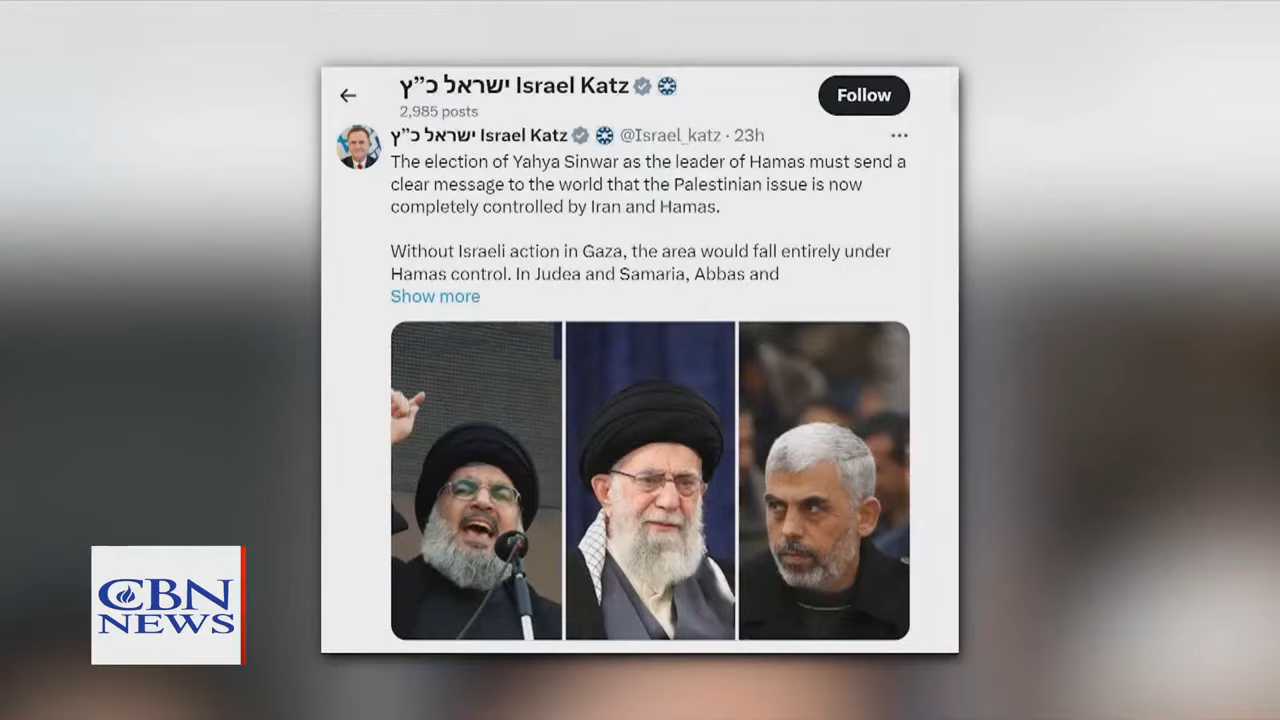 ישראל כ”ץ Israel Katz
Follow
2,985 posts
ישראל כ”ץ Israel Katz @Israel_katz · 23h
The election of Yahya Sinwar as the leader of Hamas must send a
clear message to the world that the Palestinian issue is now
completely controlled by Iran and Hamas.
Without Israeli action in Gaza, the area would fall entirely under
Hamas control. In Judea and Samaria, Abbas and
Show more
CBN
NEWS